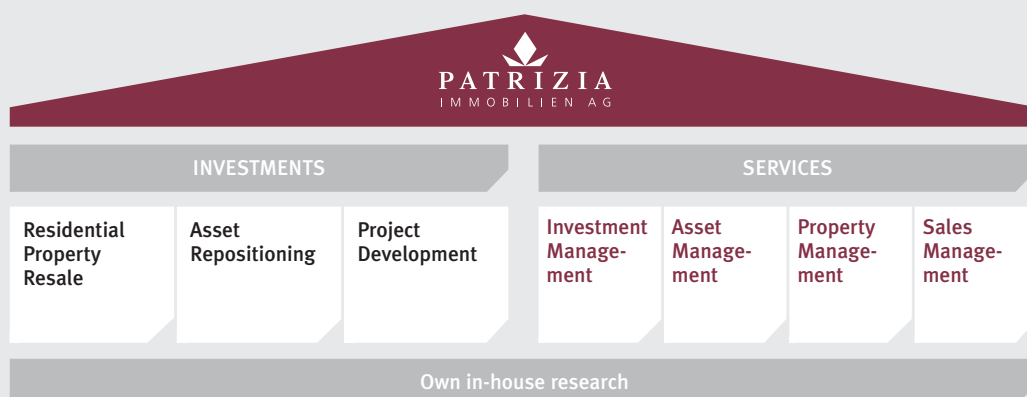 PATRIZIA
IMMOBILIEN AG
INVESTMENTS
Residential
Property
Resale
Asset
Repositioning
Project
Development
SERVICES
Investment
Manage-
ment
Asset
Manage-
ment
Property
Manage-
ment
Sales
Manage-
ment
Own in-house research